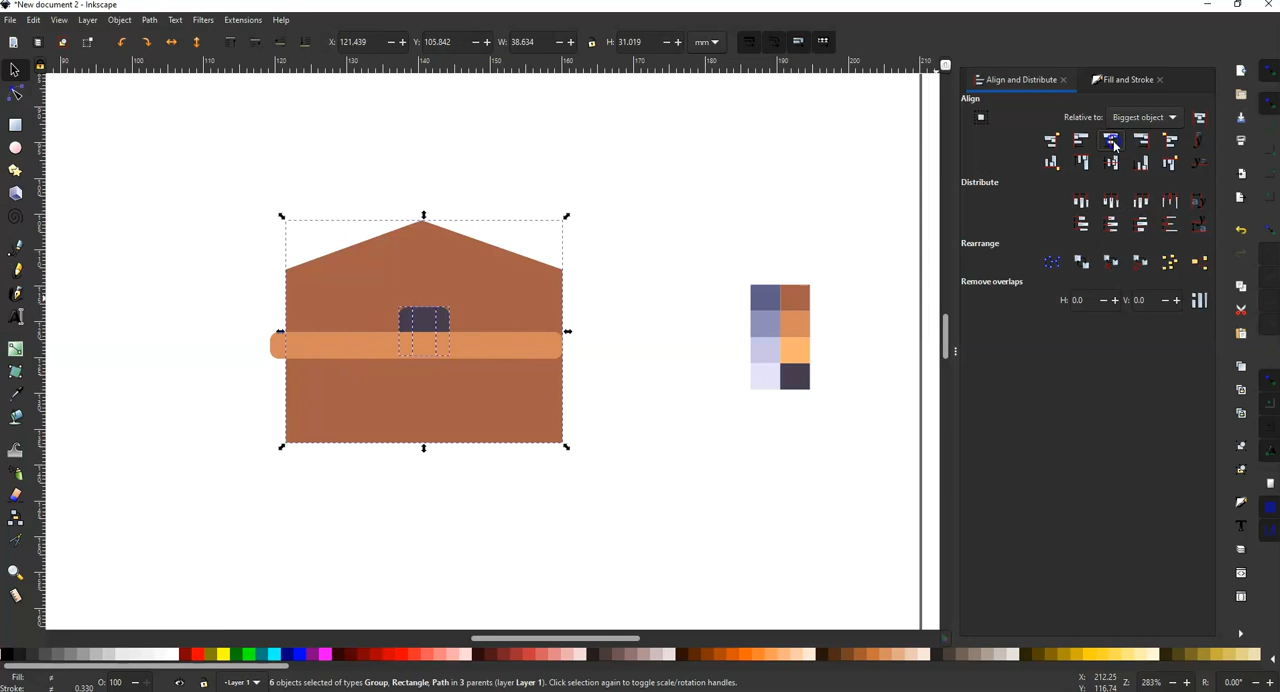 *New document 2 - Inkscape
File Edit View Layer Object Path Text Filters Extensions Help
X: 121.439 Y: 105.842 W: 38.634 H: 31.019 mm
Align and Distribute Fill and Stroke
Align
Relative to: Biggest object
Distribute
Rearrange
Remove overlaps
H: 0.0 V: 0.0
Fill:
Stroke: 0.330 O: 100 Layer 1 6 objects selected of types Group, Rectangle, Path in 3 parents (layer Layer 1). Click selection again to toggle scale/rotation handles. X: 212.25 Y: 116.74 Z: 283% R: 0.00°